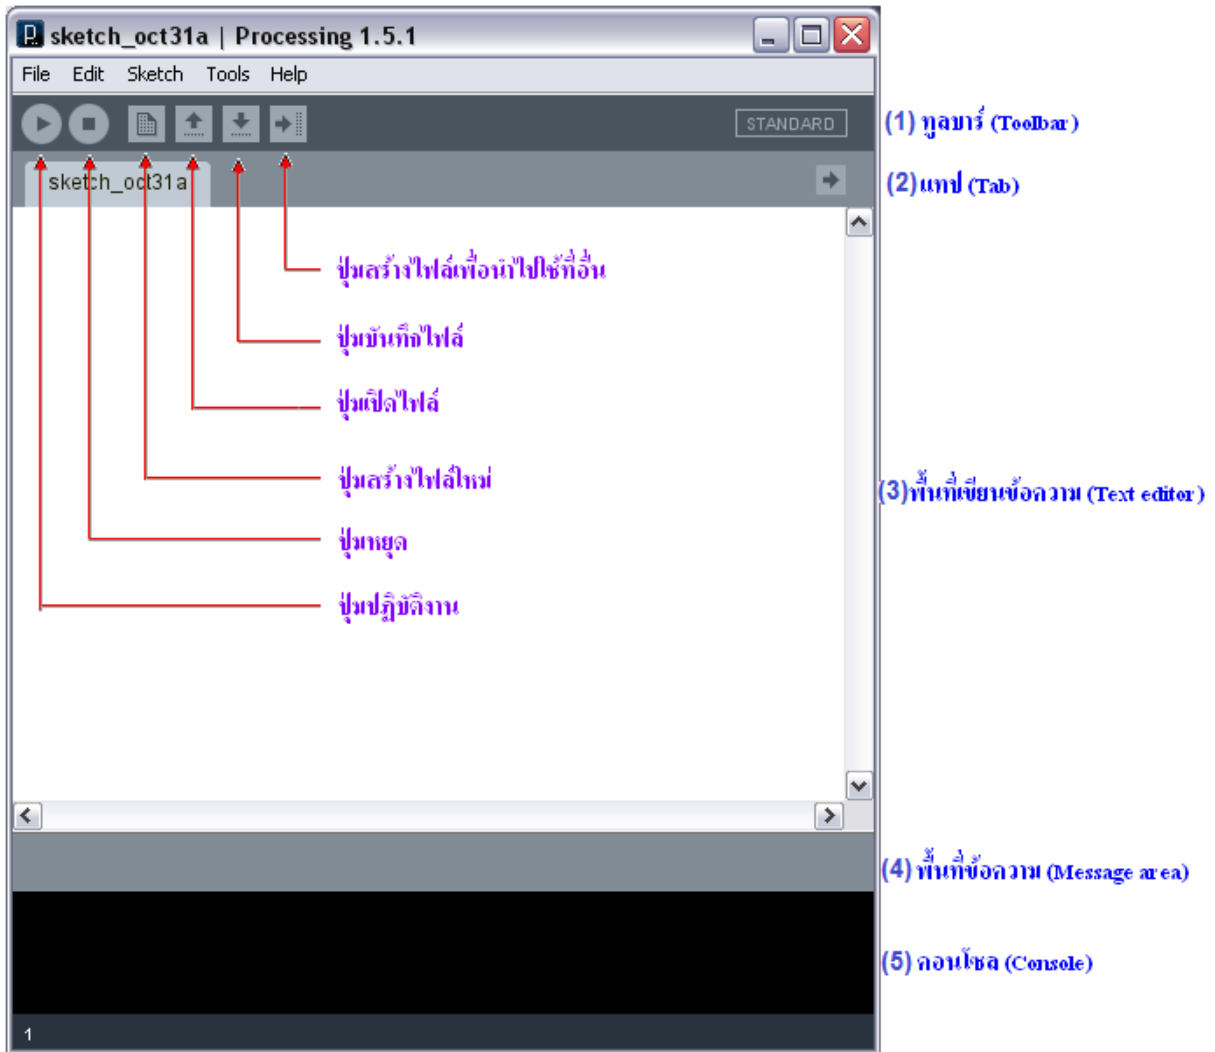 sketch_oct31a | Processing 1.5.1
File Edit Sketch Tools Help
STANDARD
(1) ทูลบาร์ (Toolbar)
sketch_oct31a
(2) แทป (Tab)
ปุ่มสร้างไฟล์เพื่อนำไปใช้ที่อื่น
ปุ่มบันทึกไฟล์
ปุ่มเปิดไฟล์
ปุ่มสร้างไฟล์ใหม่
(3) พื้นที่เขียนข้อความ (Text editor)
ปุ่มหยุด
ปุ่มปฏิบัติงาน
(4) พื้นที่ข้อความ (Message area)
(5) คอนโซล (Console)
1